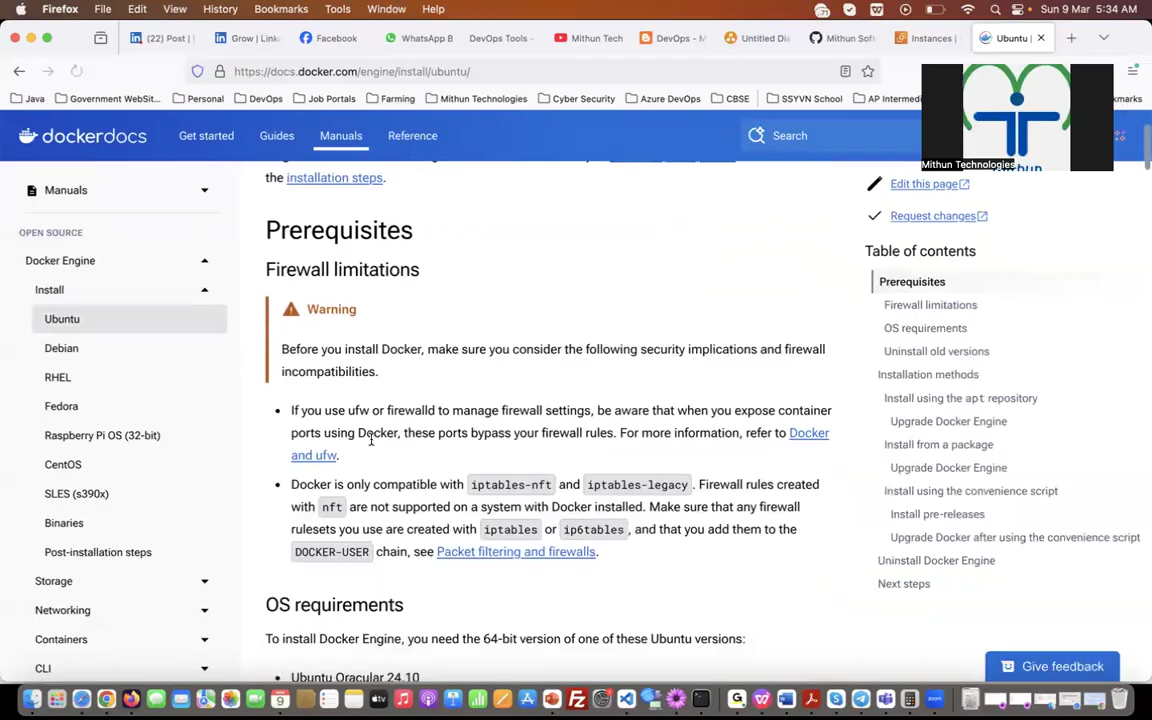 Firefox File Edit View History Bookmarks Tools Window Help Sun 9 Mar 5:34 AM
(22) Post |
Grow | Link
Facebook
WhatsApp B
DevOps Tools -
Mithun Tech
DevOps - M
Untitled Dia
Mithun Sof
Instances |
Ubuntu |
https://docs.docker.com/engine/install/ubuntu/
Java
Government WebSit...
Personal
DevOps
Job Portals
Farming
Mithun Technologies
Cyber Security
Azure DevOps
CBSE
SSYVN School
AP Intermedi
Mithun Technologies
dockerdocs
Get started
Guides
Manuals
Reference
Search
Manuals
OPEN SOURCE
Docker Engine
Install
Ubuntu
Debian
RHEL
Fedora
Raspberry Pi OS (32-bit)
CentOS
SLES (s390x)
Binaries
Post-installation steps
Storage
Networking
Containers
CLI
the installation steps.
Prerequisites
Firewall limitations
Warning
Before you install Docker, make sure you consider the following security implications and firewall
incompatibilities.
• If you use ufw or firewalld to manage firewall settings, be aware that when you expose container
ports using Docker, these ports bypass your firewall rules. For more information, refer to Docker
and ufw.
• Docker is only compatible with iptables-nft and iptables-legacy. Firewall rules created
with nft are not supported on a system with Docker installed. Make sure that any firewall
rulesets you use are created with iptables or ip6tables, and that you add them to the
DOCKER-USER chain, see Packet filtering and firewalls.
OS requirements
To install Docker Engine, you need the 64-bit version of one of these Ubuntu versions:
• Ubuntu Oracular 24.10
Edit this page
Request changes
Table of contents
Prerequisites
Firewall limitations
OS requirements
Uninstall old versions
Installation methods
Install using the apt repository
Upgrade Docker Engine
Install from a package
Upgrade Docker Engine
Install using the convenience script
Install pre-releases
Upgrade Docker after using the convenience script
Uninstall Docker Engine
Next steps
Give feedback